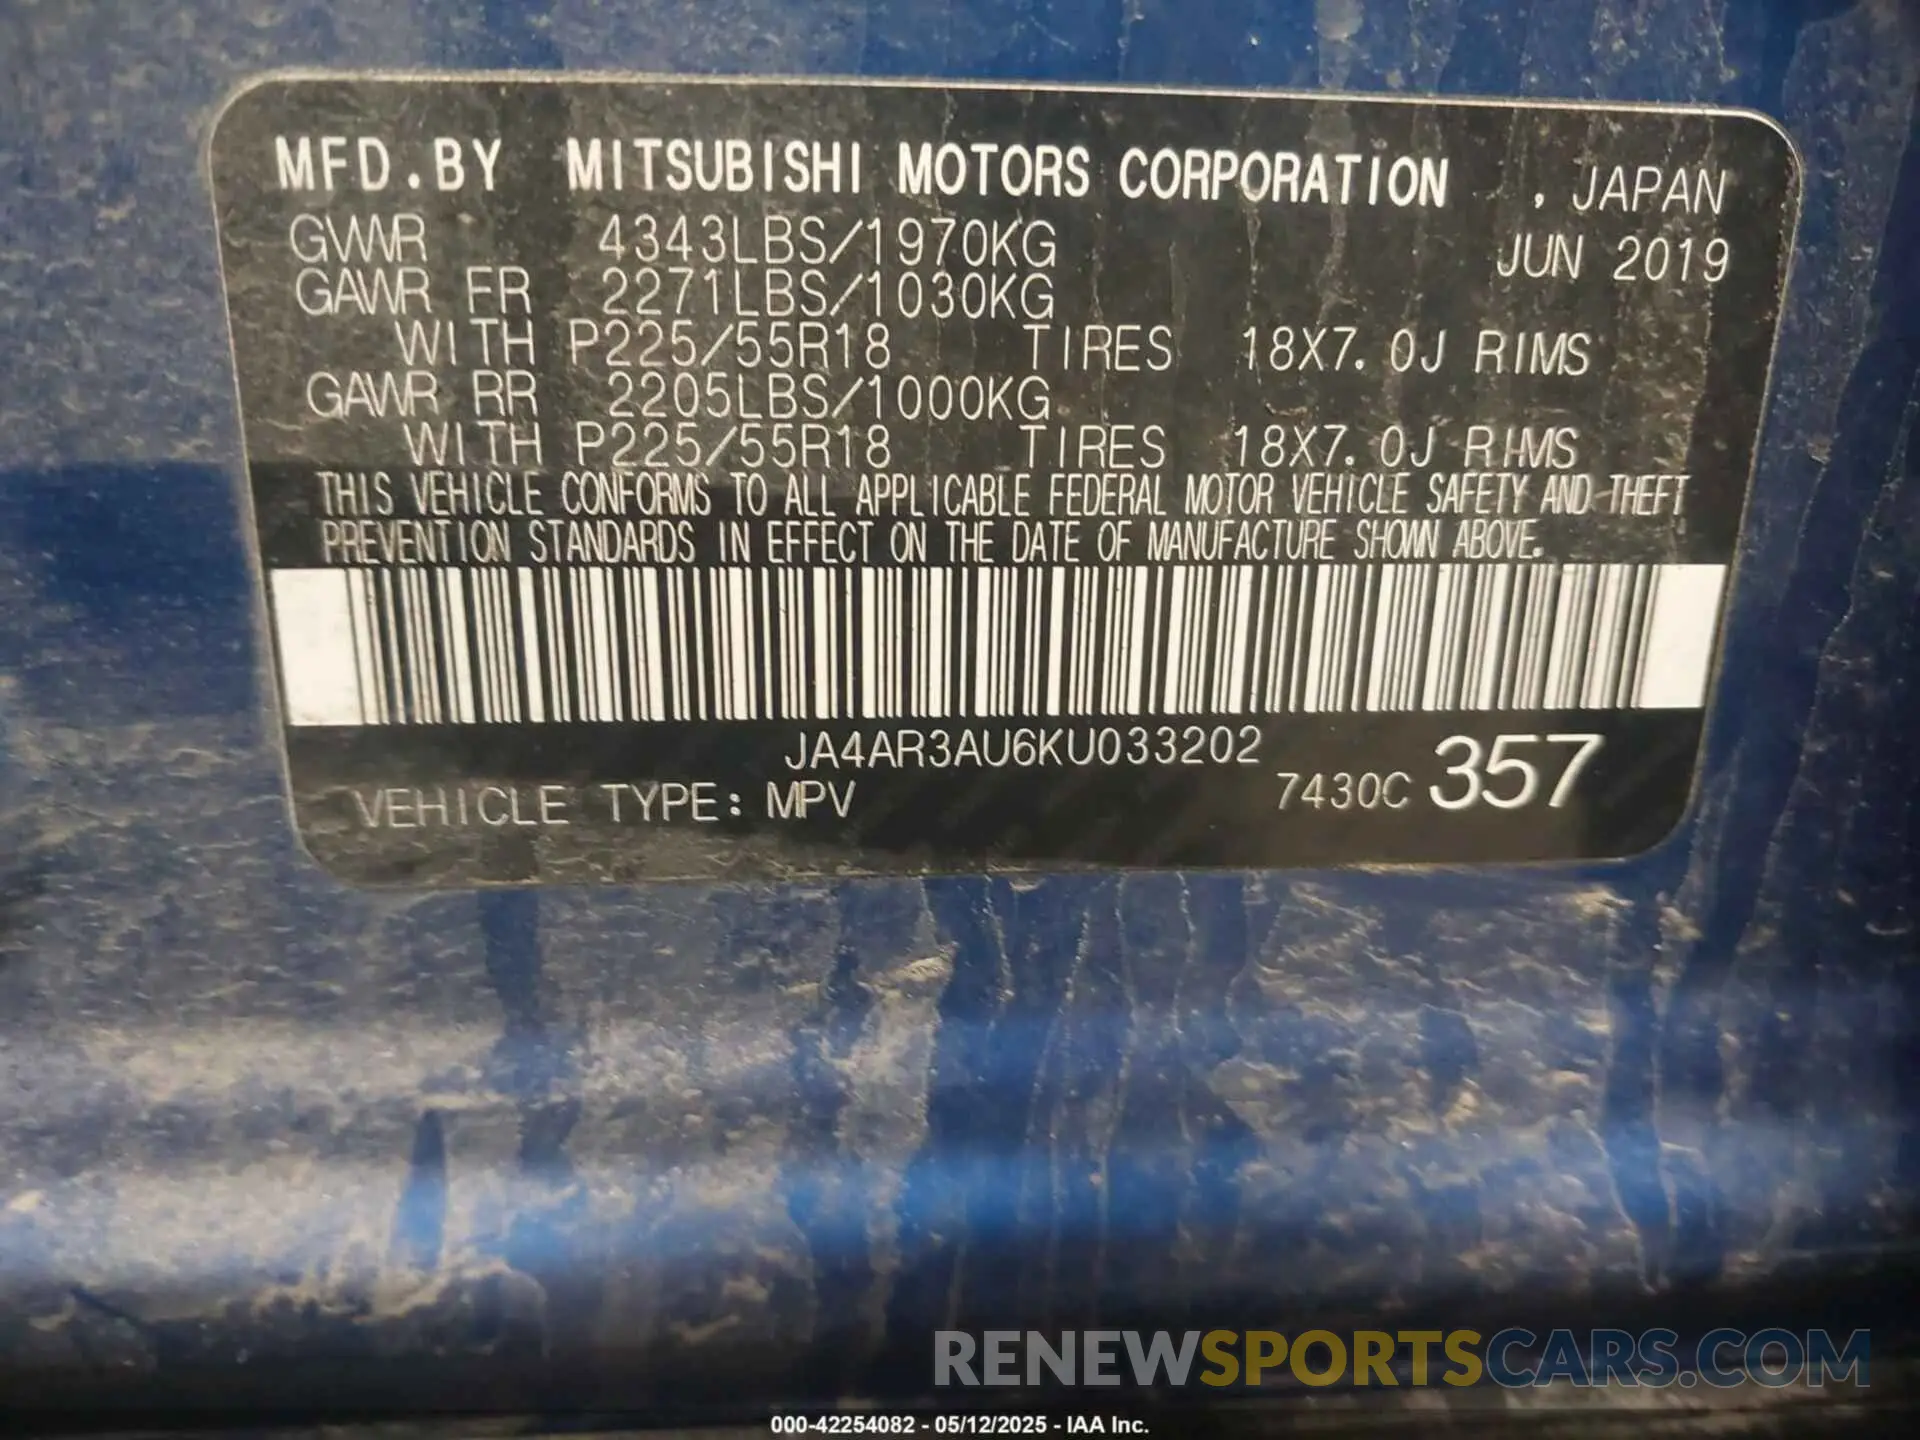 MFD.BY MITSUBISHI MOTORS CORPORATION , JAPAN
GVWR 4343LBS/1970KG JUN 2019
GAWR FR 2271LBS/1030KG
WITH P225/55R18 TIRES 18X7.0J RIMS
GAWR RR 2205LBS/1000KG
WITH P225/55R18 TIRES 18X7.0J RIMS
THIS VEHICLE CONFORMS TO ALL APPLICABLE FEDERAL MOTOR VEHICLE SAFETY AND THEFT
PREVENTION STANDARDS IN EFFECT ON THE DATE OF MANUFACTURE SHOWN ABOVE.
JA4AR3AU6KU033202
VEHICLE TYPE: MPV 7430C 357
RENEWSPORTSCARS.COM
000-42254082 - 05/12/2025 - IAA Inc.